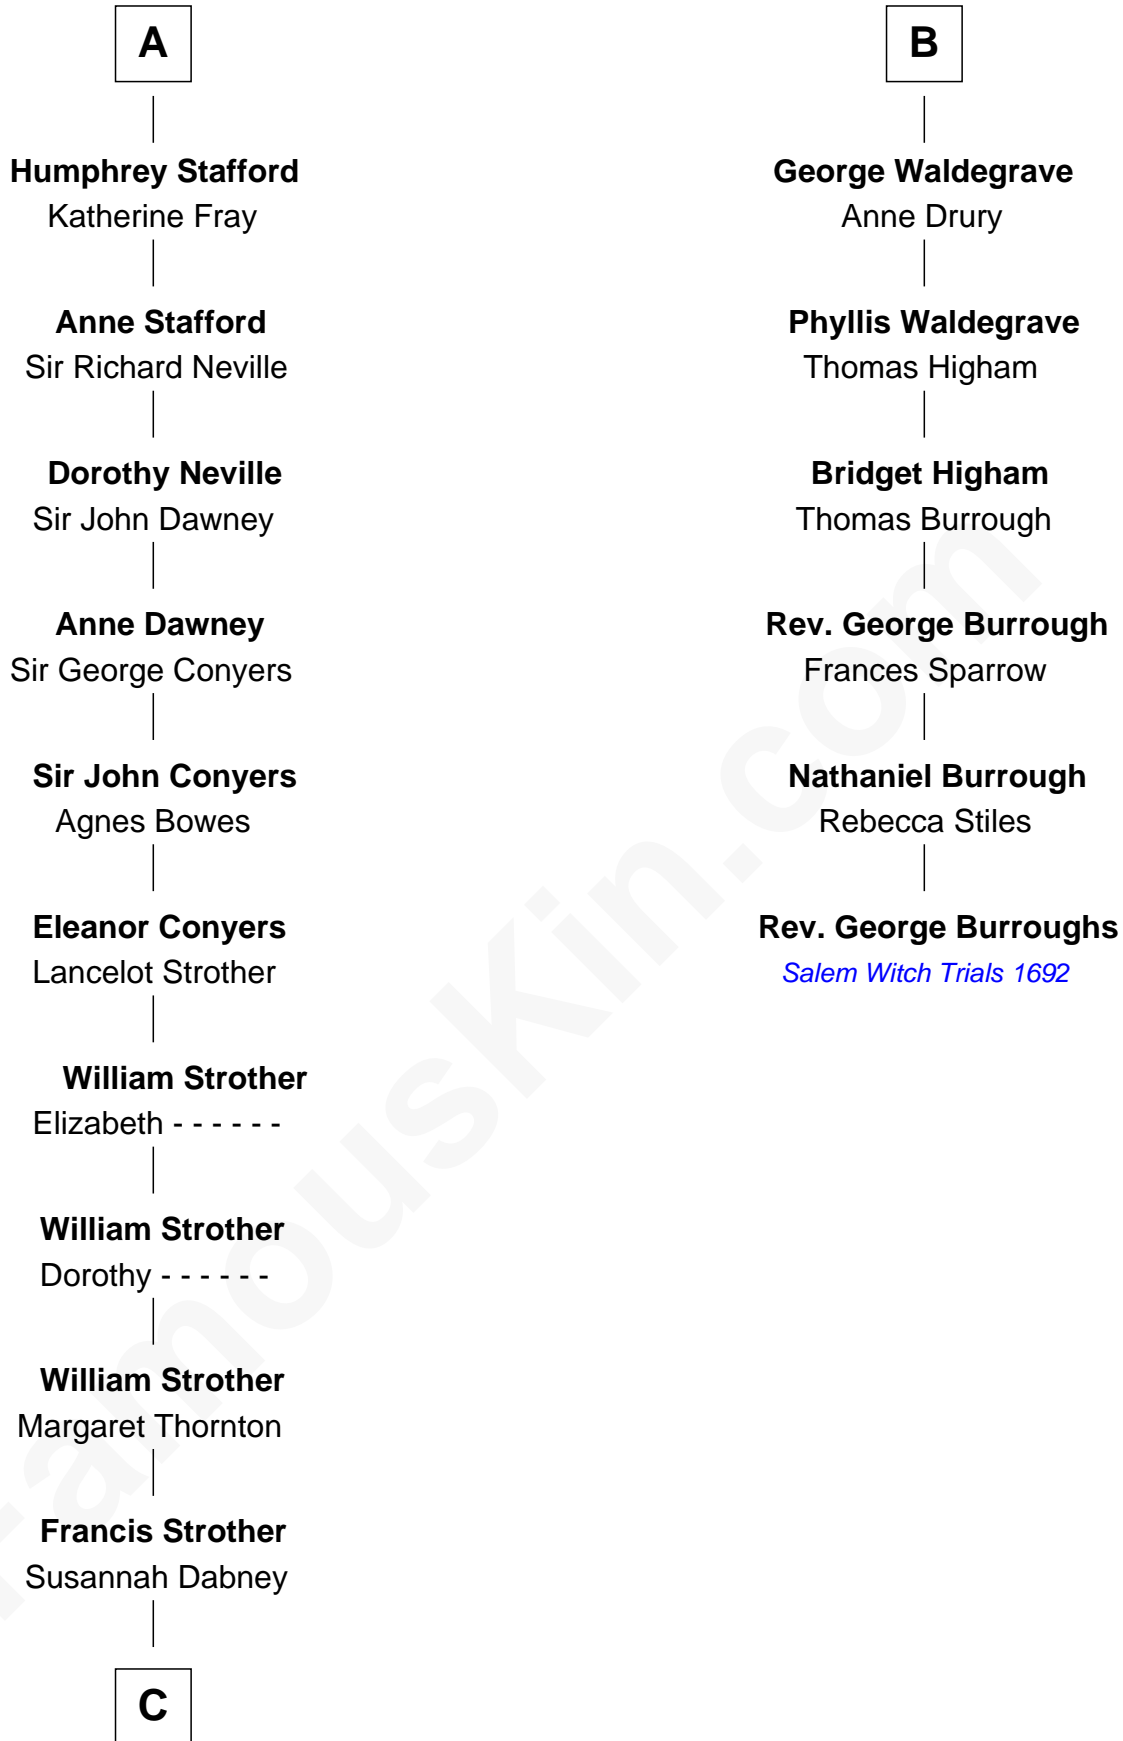 A
Humphrey Stafford
Katherine Fray
Anne Stafford
Sir Richard Neville
Dorothy Neville
Sir John Dawney
Anne Dawney
Sir George Conyers
Sir John Conyers
Agnes Bowes
Eleanor Conyers
Lancelot Strother
William Strother
Elizabeth - - - - - -
William Strother
Dorothy - - - - - -
William Strother
Margaret Thornton
Francis Strother
Susannah Dabney
C
B
George Waldegrave
Anne Drury
Phyllis Waldegrave
Thomas Higham
Bridget Higham
Thomas Burrough
Rev. George Burrough
Frances Sparrow
Nathaniel Burrough
Rebecca Stiles
Rev. George Burroughs
Salem Witch Trials 1692
FamousKin.com